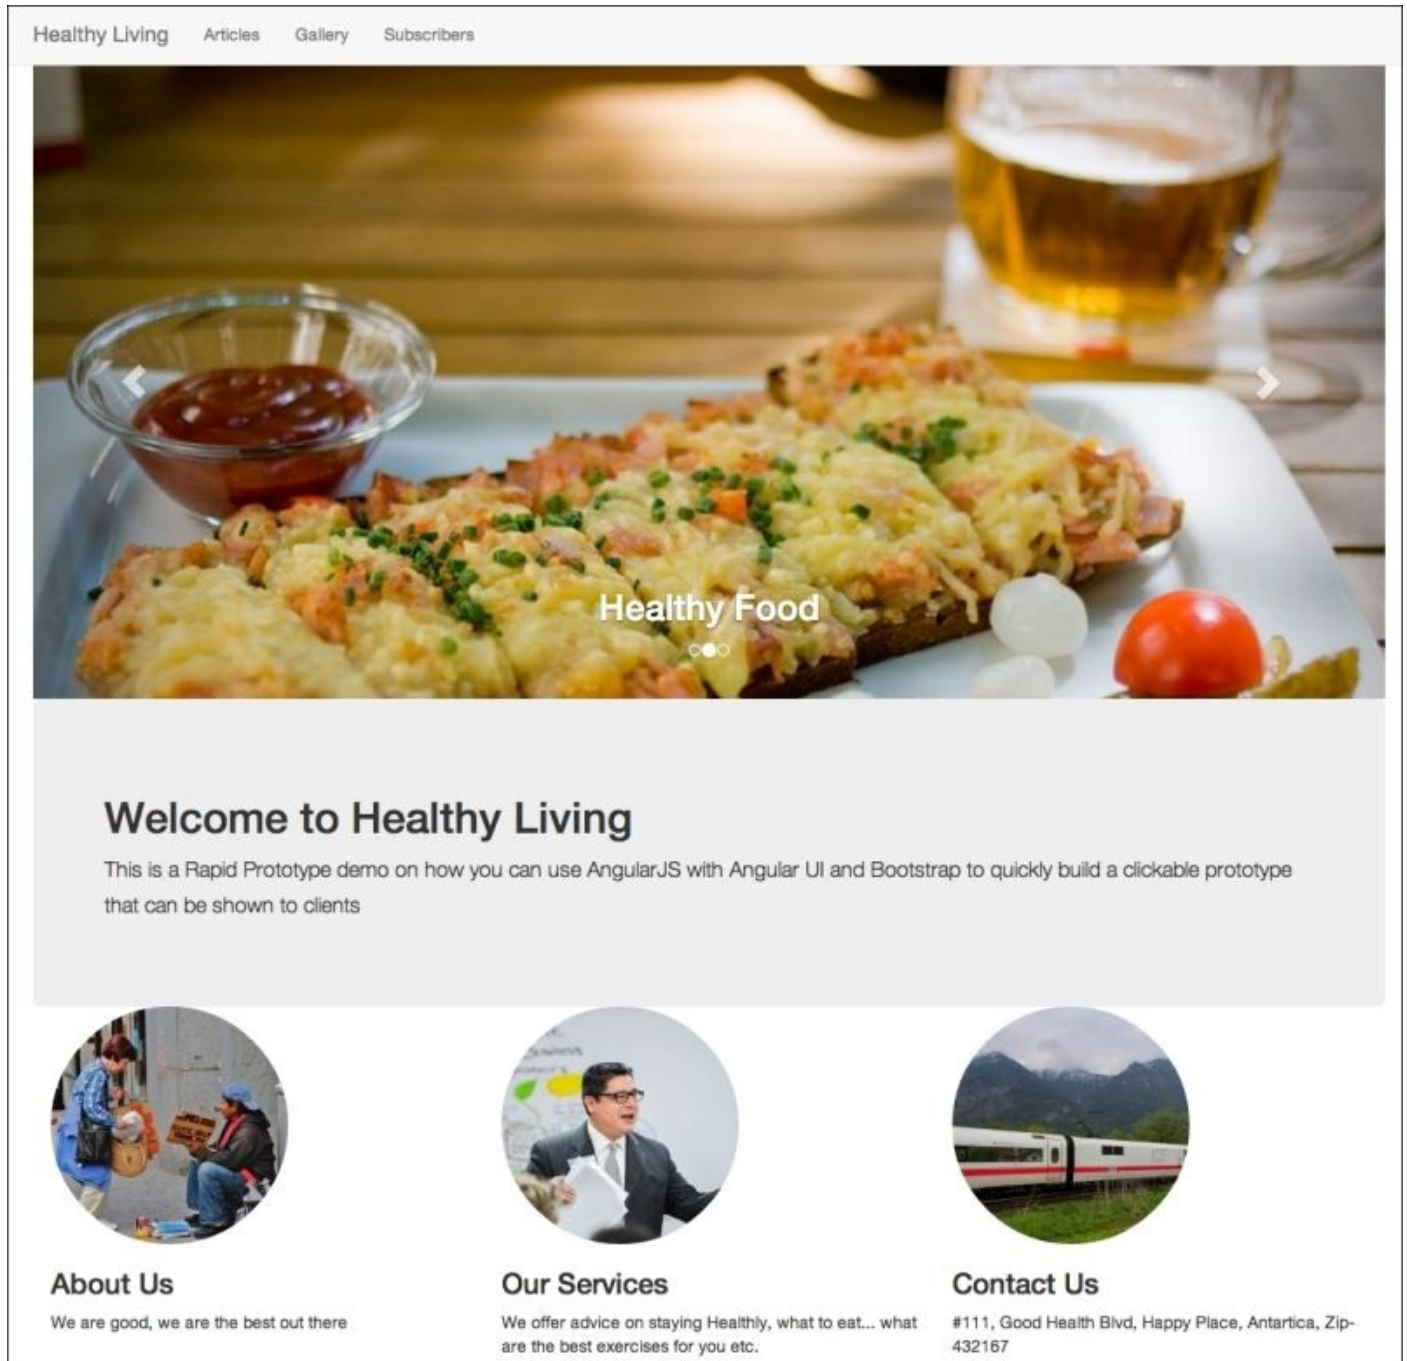 Healthy Living Articles Gallery Subscribers
Healthy Food
Welcome to Healthy Living
This is a Rapid Prototype demo on how you can use AngularJS with Angular UI and Bootstrap to quickly build a clickable prototype
that can be shown to clients
About Us
We are good, we are the best out there
Our Services
We offer advice on staying Healthly, what to eat... what
are the best exercises for you etc.
Contact Us
#111, Good Health Blvd, Happy Place, Antartica, Zip-
432167